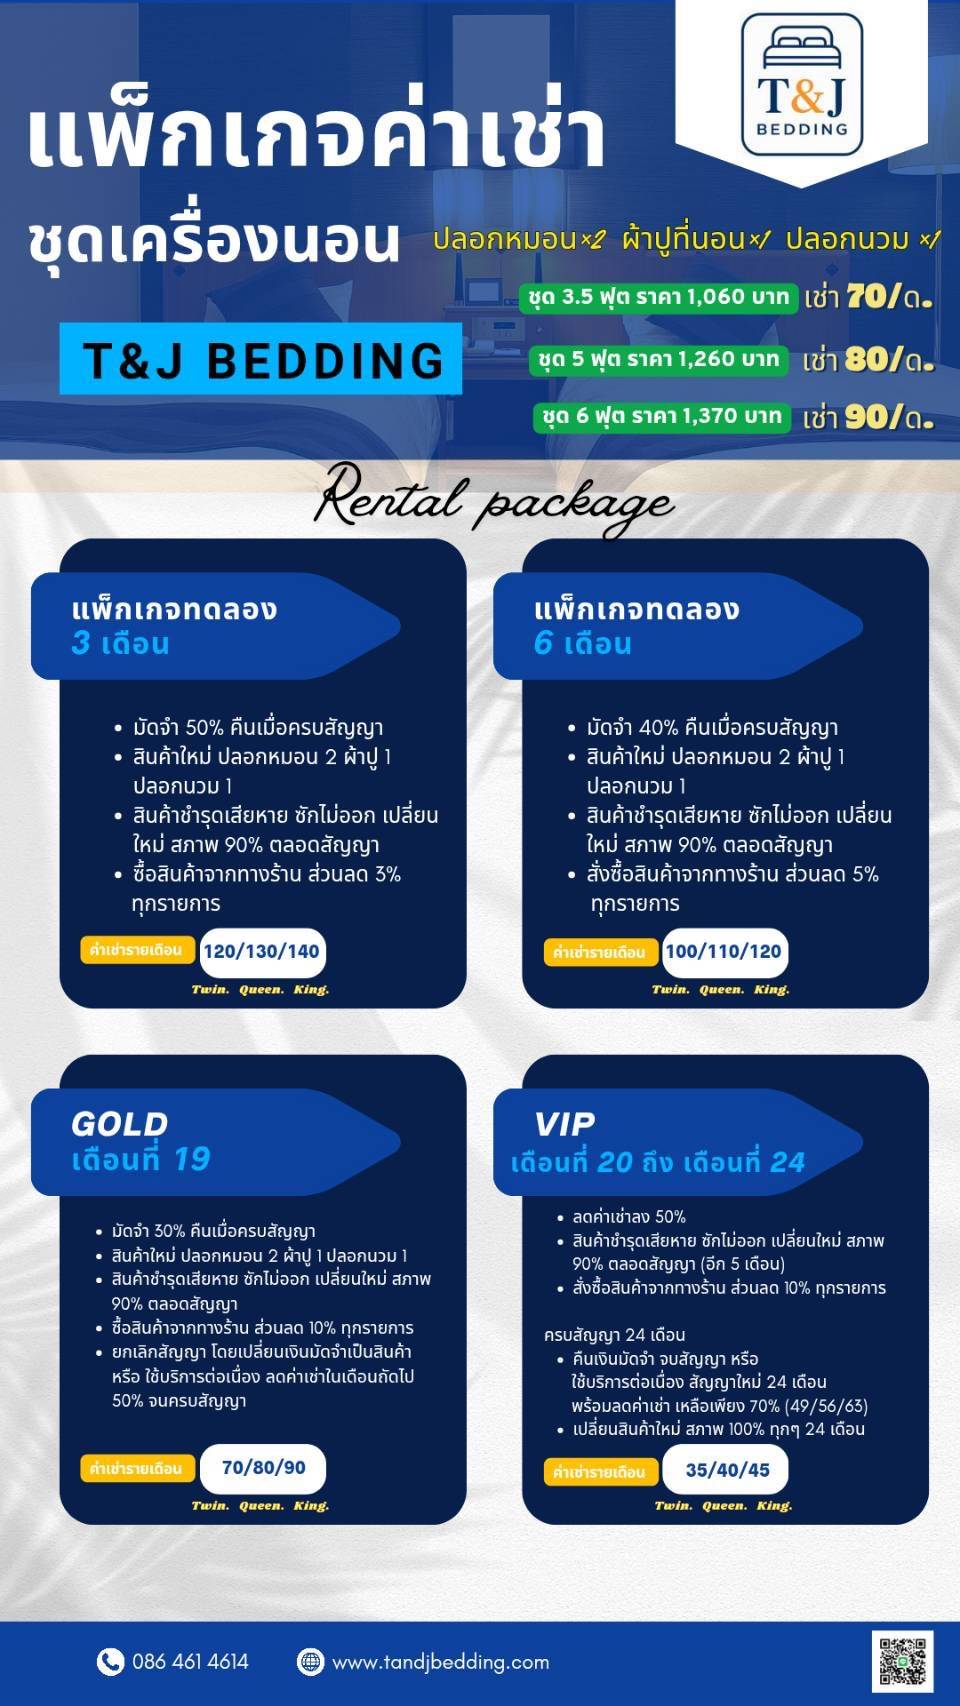 T&J
BEDDING
แพ็กเกจค่าเช่า
ชุดเครื่องนอน
ปลอกหมอน×2 ผ้าปูที่นอน×1 ปลอกนวม ×1
ชุด 3.5 ฟุต ราคา 1,060 บาท เช่า 70/ด.
T&J BEDDING
ชุด 5 ฟุต ราคา 1,260 บาท เช่า 80/ด.
ชุด 6 ฟุต ราคา 1,370 บาท เช่า 90/ด.
Rental package
แพ็กเกจทดลอง
3 เดือน
• มัดจำ 50% คืนเมื่อครบสัญญา
• สินค้าใหม่ ปลอกหมอน 2 ผ้าปู 1
ปลอกนวม 1
• สินค้าชำรุดเสียหาย ซักไม่ออก เปลี่ยน
ใหม่ สภาพ 90% ตลอดสัญญา
• ซื้อสินค้าจากทางร้าน ส่วนลด 3%
ทุกรายการ
ค่าเช่ารายเดือน 120/130/140
Twin. Queen. King.
แพ็กเกจทดลอง
6 เดือน
• มัดจำ 40% คืนเมื่อครบสัญญา
• สินค้าใหม่ ปลอกหมอน 2 ผ้าปู 1
ปลอกนวม 1
• สินค้าชำรุดเสียหาย ซักไม่ออก เปลี่ยน
ใหม่ สภาพ 90% ตลอดสัญญา
• สั่งซื้อสินค้าจากทางร้าน ส่วนลด 5%
ทุกรายการ
ค่าเช่ารายเดือน 100/110/120
Twin. Queen. King.
GOLD
เดือนที่ 19
• มัดจำ 30% คืนเมื่อครบสัญญา
• สินค้าใหม่ ปลอกหมอน 2 ผ้าปู 1 ปลอกนวม 1
• สินค้าชำรุดเสียหาย ซักไม่ออก เปลี่ยนใหม่ สภาพ
90% ตลอดสัญญา
• ซื้อสินค้าจากทางร้าน ส่วนลด 10% ทุกรายการ
• ยกเลิกสัญญา โดยเปลี่ยนเงินมัดจำเป็นสินค้า
หรือ ใช้บริการต่อเนื่อง ลดค่าเช่าในเดือนถัดไป
50% จนครบสัญญา
ค่าเช่ารายเดือน 70/80/90
Twin. Queen. King.
VIP
เดือนที่ 20 ถึง เดือนที่ 24
• ลดค่าเช่าลง 50%
• สินค้าชำรุดเสียหาย ซักไม่ออก เปลี่ยนใหม่ สภาพ
90% ตลอดสัญญา (อีก 5 เดือน)
• สั่งซื้อสินค้าจากทางร้าน ส่วนลด 10% ทุกรายการ
ครบสัญญา 24 เดือน
• คืนเงินมัดจำ จบสัญญา หรือ
ใช้บริการต่อเนื่อง สัญญาใหม่ 24 เดือน
พร้อมลดค่าเช่า เหลือเพียง 70% (49/56/63)
• เปลี่ยนสินค้าใหม่ สภาพ 100% ทุกๆ 24 เดือน
ค่าเช่ารายเดือน 35/40/45
Twin. Queen. King.
086 461 4614 www.tandjbedding.com